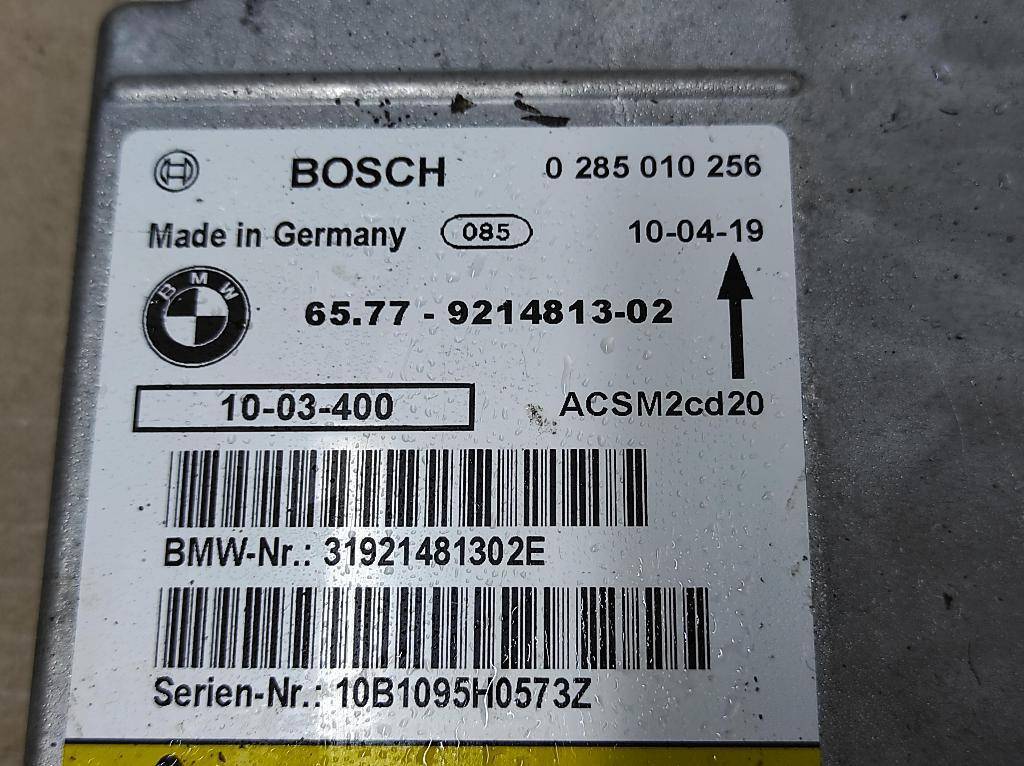 BOSCH 0 285 010 256
Made in Germany 085 10-04-19
BMW 65.77 - 9214813-02
10-03-400 ACSM2cd20
BMW-Nr.: 31921481302E
Serien-Nr.: 10B1095H0573Z